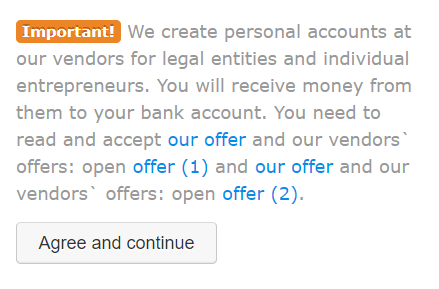 Important! We create personal accounts at
our vendors for legal entities and individual
entrepreneurs. You will receive money from
them to your bank account. You need to
read and accept our offer and our vendors`
offers: open offer (1) and our offer and our
vendors` offers: open offer (2).
Agree and continue